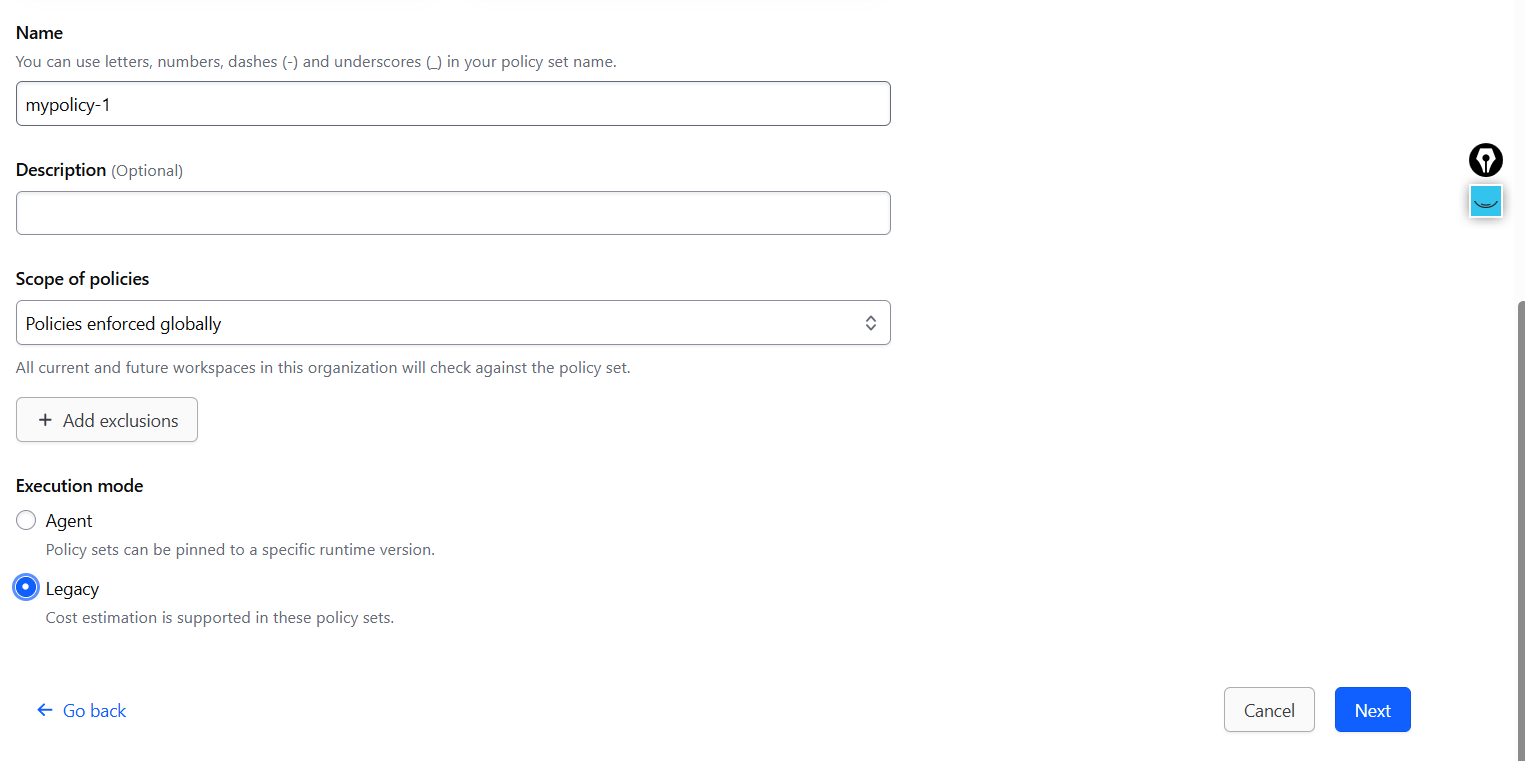 Name
You can use letters, numbers, dashes (-) and underscores (_) in your policy set name.
mypolicy-1
Description (Optional)
Scope of policies
Policies enforced globally
All current and future workspaces in this organization will check against the policy set.
+ Add exclusions
Execution mode
Agent
Policy sets can be pinned to a specific runtime version.
Legacy
Cost estimation is supported in these policy sets.
← Go back
Cancel
Next